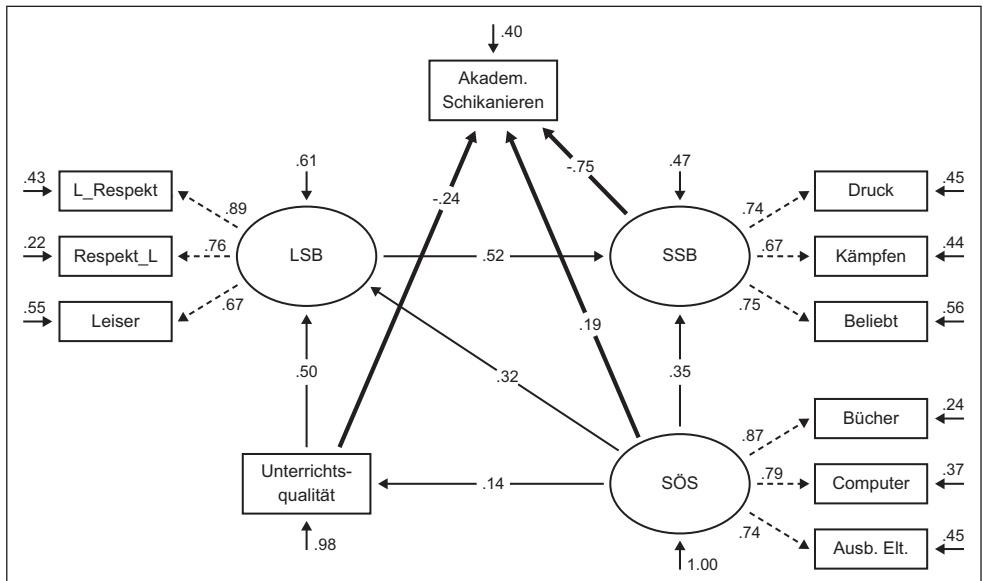 .40
Akadem.
Schikanieren
.43
L_Respekt
.61
-.24
-.75
.47
Druck
.45
.89
.74
.22
Respekt_L
.76
LSB
.52
SSB
.67
Kämpfen
.44
.55
Leiser
.67
.75
Beliebt
.56
.19
.50
.32
.35
Bücher
.24
.87
Unterrichts-
qualität
.14
SÖS
.79
Computer
.37
.74
Ausb. Elt.
.45
.98
1.00